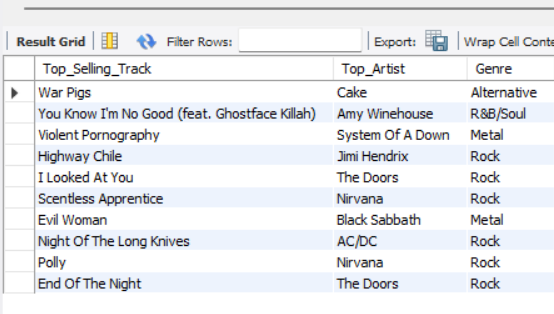 Result Grid Filter Rows: Export: Wrap Cell Conte
Top_Selling_Track Top_Artist Genre
War Pigs Cake Alternative
You Know I'm No Good (feat. Ghostface Killah) Amy Winehouse R&B/Soul
Violent Pornography System Of A Down Metal
Highway Chile Jimi Hendrix Rock
I Looked At You The Doors Rock
Scentless Apprentice Nirvana Rock
Evil Woman Black Sabbath Metal
Night Of The Long Knives AC/DC Rock
Polly Nirvana Rock
End Of The Night The Doors Rock